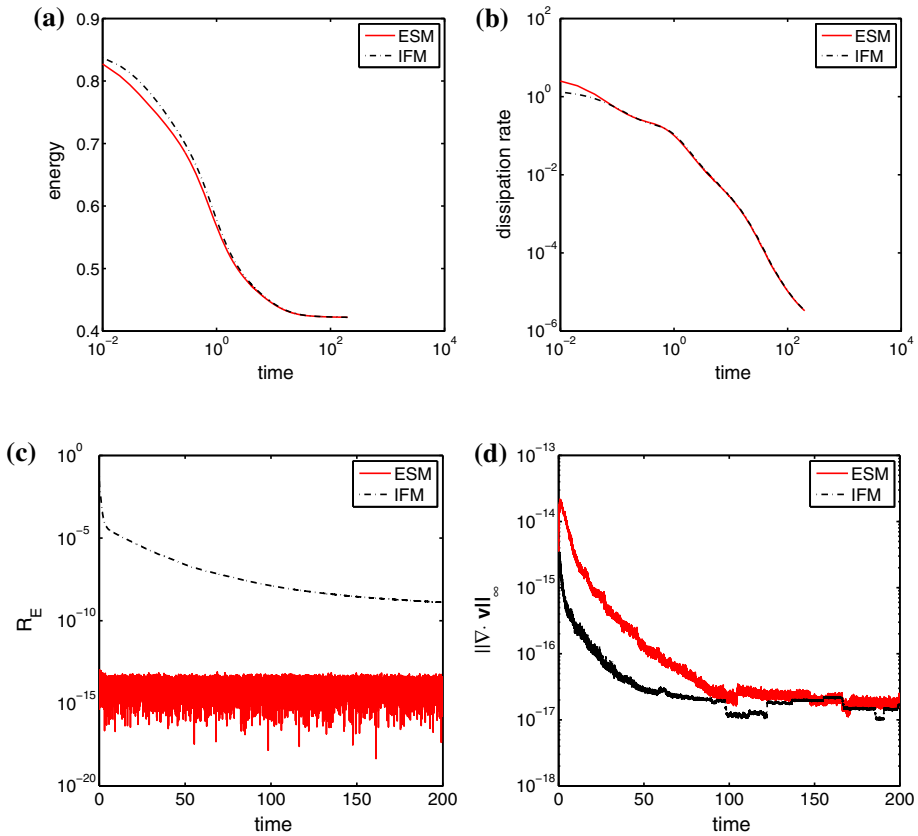 (a)
0.9
0.8
0.7
0.6
0.5
0.4
energy
10^-2
10^0
10^2
10^4
time
ESM
IFM
(b)
10^2
10^0
10^-2
10^-4
10^-6
dissipation rate
10^-2
10^0
10^2
10^4
time
ESM
IFM
(c)
10^0
10^-5
10^-10
10^-15
10^-20
R_E
0
50
100
150
200
time
ESM
IFM
(d)
10^-13
10^-14
10^-15
10^-16
10^-17
10^-18
||∇· v||_∞
0
50
100
150
200
time
ESM
IFM